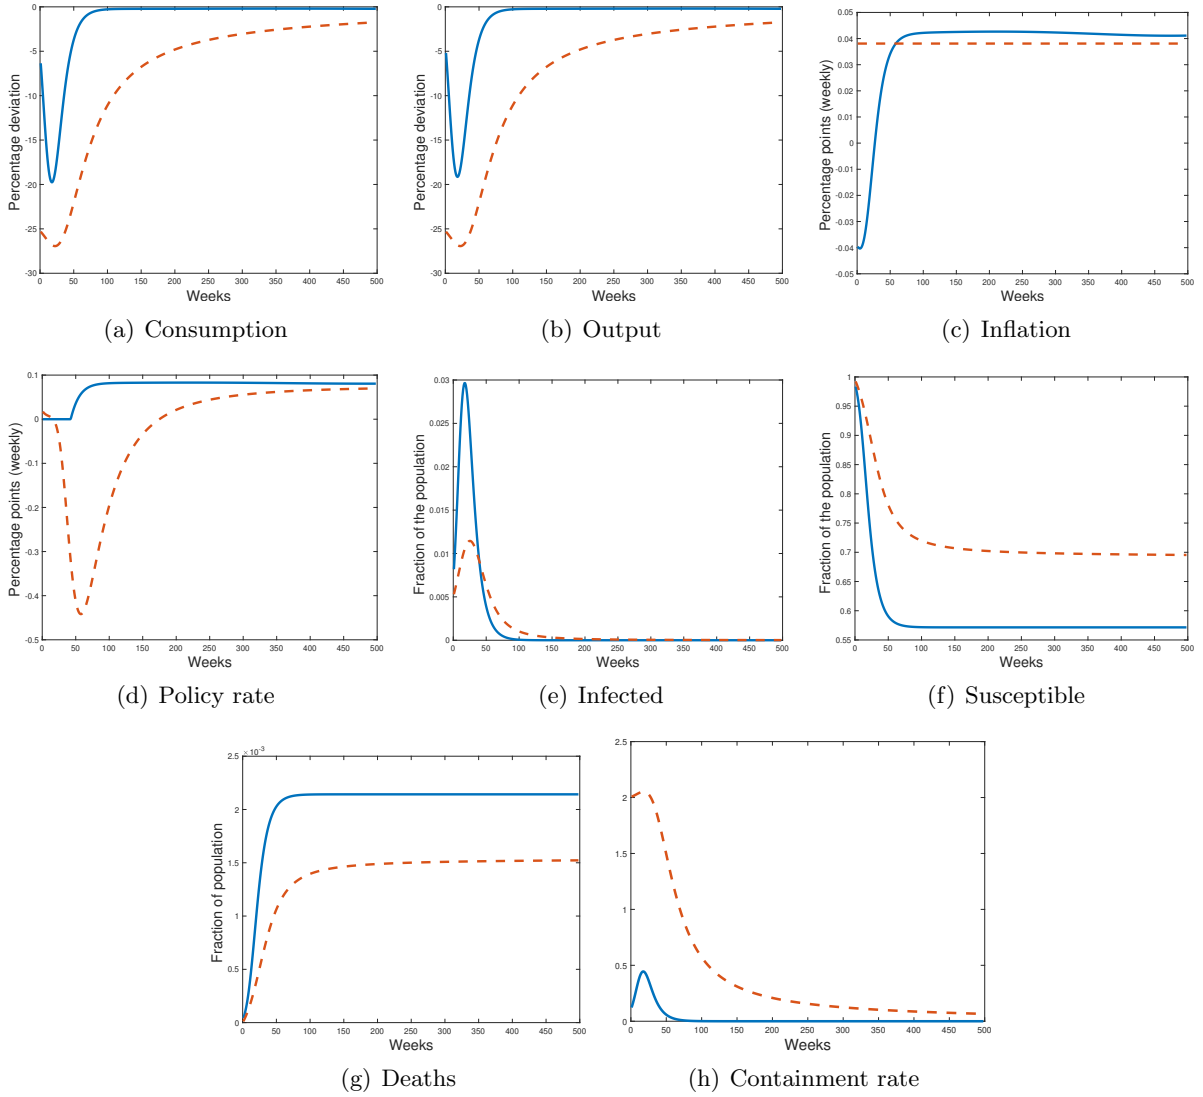 0
-5
-10
-15
-20
-25
-30
Percentage deviation
0 50 100 150 200 250 300 350 400 450 500
Weeks
(a) Consumption
0
-5
-10
-15
-20
-25
-30
Percentage deviation
0 50 100 150 200 250 300 350 400 450 500
Weeks
(b) Output
0.05
0.04
0.03
0.02
0.01
0
-0.01
-0.02
-0.03
-0.04
-0.05
Percentage points (weekly)
0 50 100 150 200 250 300 350 400 450 500
Weeks
(c) Inflation
0.1
0
-0.1
-0.2
-0.3
-0.4
-0.5
Percentage points (weekly)
0 50 100 150 200 250 300 350 400 450 500
Weeks
(d) Policy rate
0.03
0.025
0.02
0.015
0.01
0.005
0
Fraction of the population
0 50 100 150 200 250 300 350 400 450 500
Weeks
(e) Infected
1
0.95
0.9
0.85
0.8
0.75
0.7
0.65
0.6
0.55
Fraction of the population
0 50 100 150 200 250 300 350 400 450 500
Weeks
(f) Susceptible
× 10-3
2.5
2
1.5
1
0.5
0
Fraction of population
0 50 100 150 200 250 300 350 400 450 500
Weeks
(g) Deaths
2.5
2
1.5
1
0.5
0
0 50 100 150 200 250 300 350 400 450 500
Weeks
(h) Containment rate